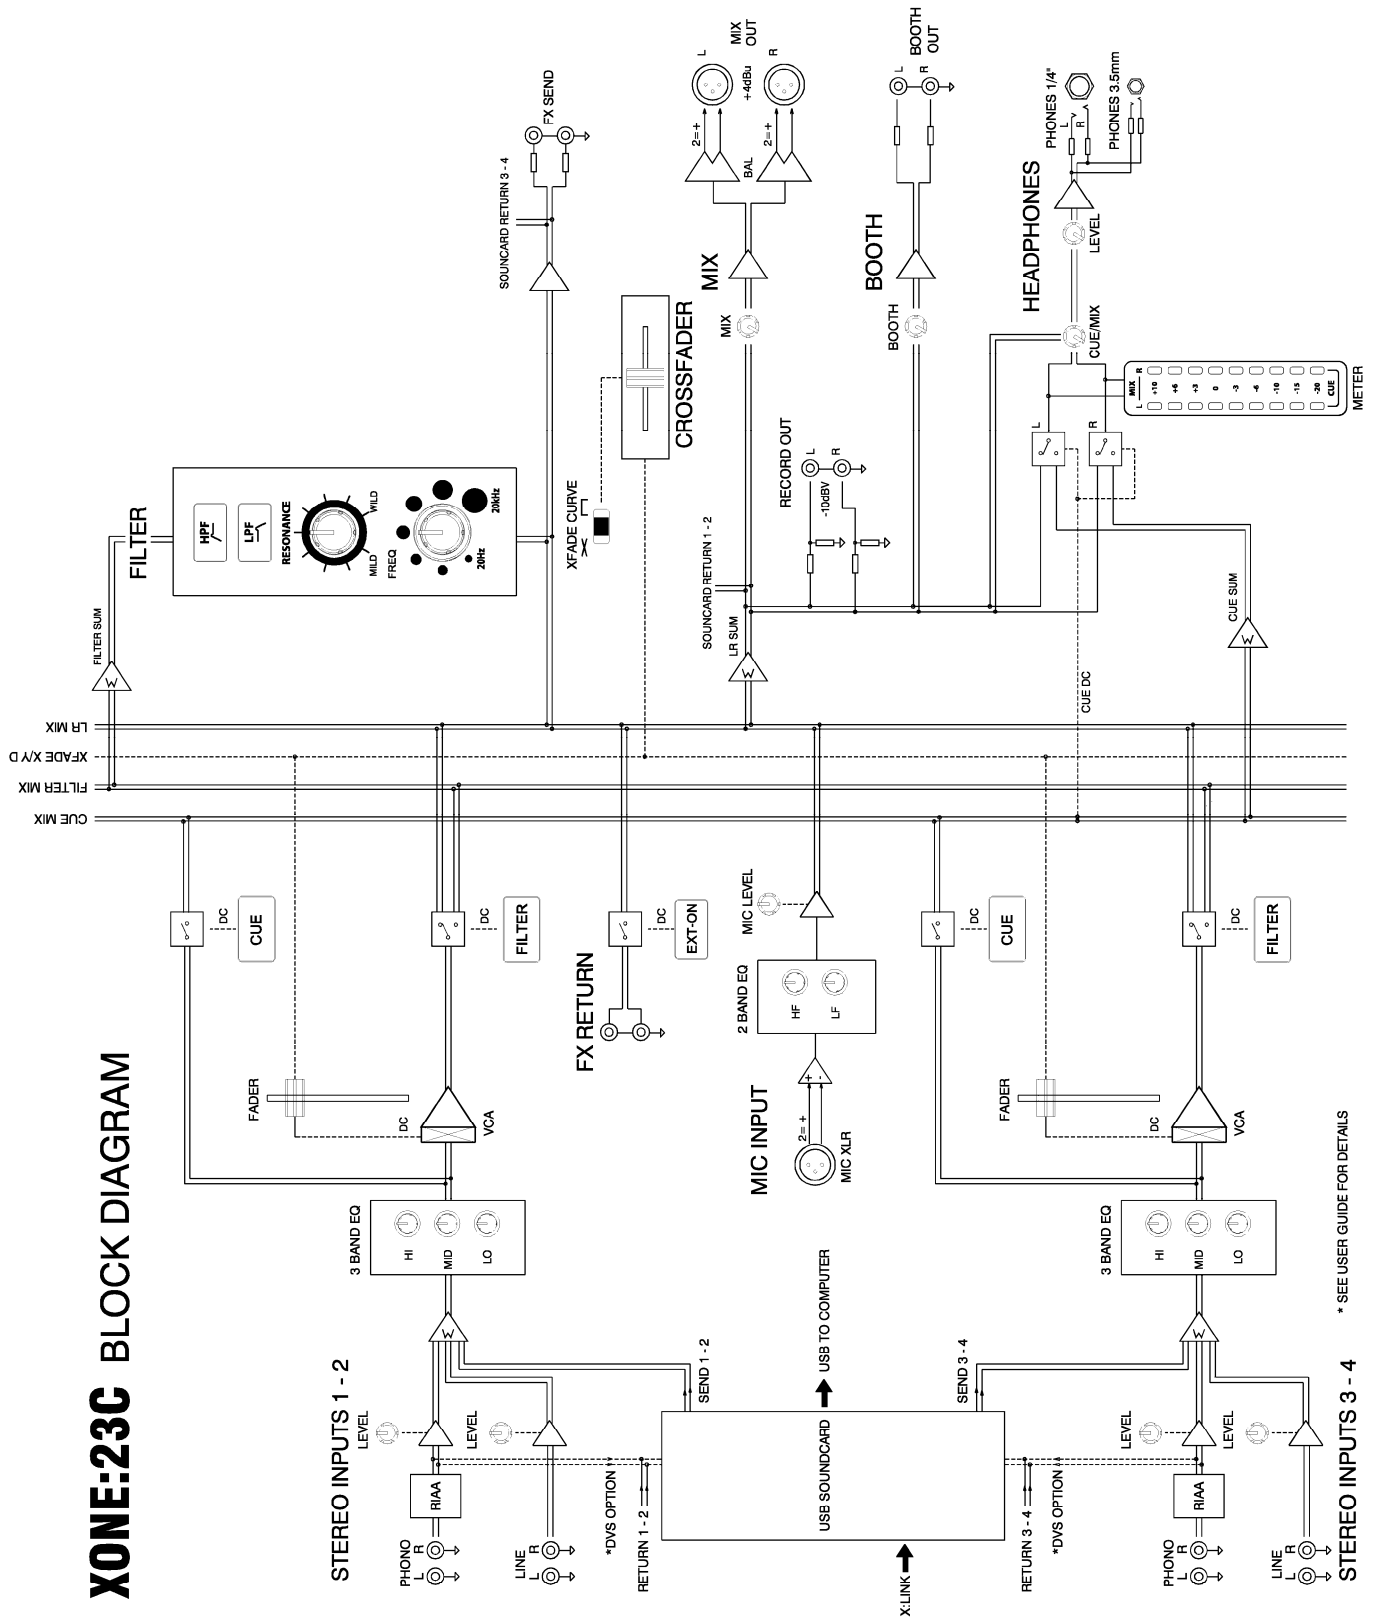 XONE:23C BLOCK DIAGRAM
STEREO INPUTS 1 - 2
PHONO
L
R
RIAA
LEVEL
LINE
L
R
LEVEL
*DVS OPTION
RETURN 1 - 2
3 BAND EQ
HI
MID
LO
FADER
DC
VCA
DC
CUE
DC
FILTER
CUE MIX
FILTER MIX
XFADE X/Y D
LR MIX
FILTER SUM
FILTER
HPF
LPF
RESONANCE
MILD
WILD
FREQ
20Hz
20kHz
SOUNCARD RETURN 3 - 4
FX SEND
XFADE CURVE
CROSSFADER
FX RETURN
DC
EXT-ON
X:LINK
USB SOUNDCARD
USB TO COMPUTER
SEND 1 - 2
SEND 3 - 4
MIC INPUT
MIC XLR
2= +
+
-
2 BAND EQ
HF
LF
MIC LEVEL
LR SUM
SOUNCARD RETURN 1 - 2
MIX
MIX
BAL
2=+
2=+
+4dBu
L
R
MIX OUT
RECORD OUT
-10dBV
L
R
BOOTH
BOOTH
BOOTH OUT
L
R
CUE DC
CUE SUM
L
R
CUE/MIX
HEADPHONES
LEVEL
PHONES 1/4"
L
R
PHONES 3.5mm
L
MIX
R
+10
+6
+3
0
-3
-6
-10
-15
-20
CUE
METER
STEREO INPUTS 3 - 4
PHONO
L
R
RIAA
LEVEL
LINE
L
R
LEVEL
RETURN 3 - 4
*DVS OPTION
3 BAND EQ
HI
MID
LO
FADER
DC
VCA
DC
CUE
DC
FILTER
* SEE USER GUIDE FOR DETAILS